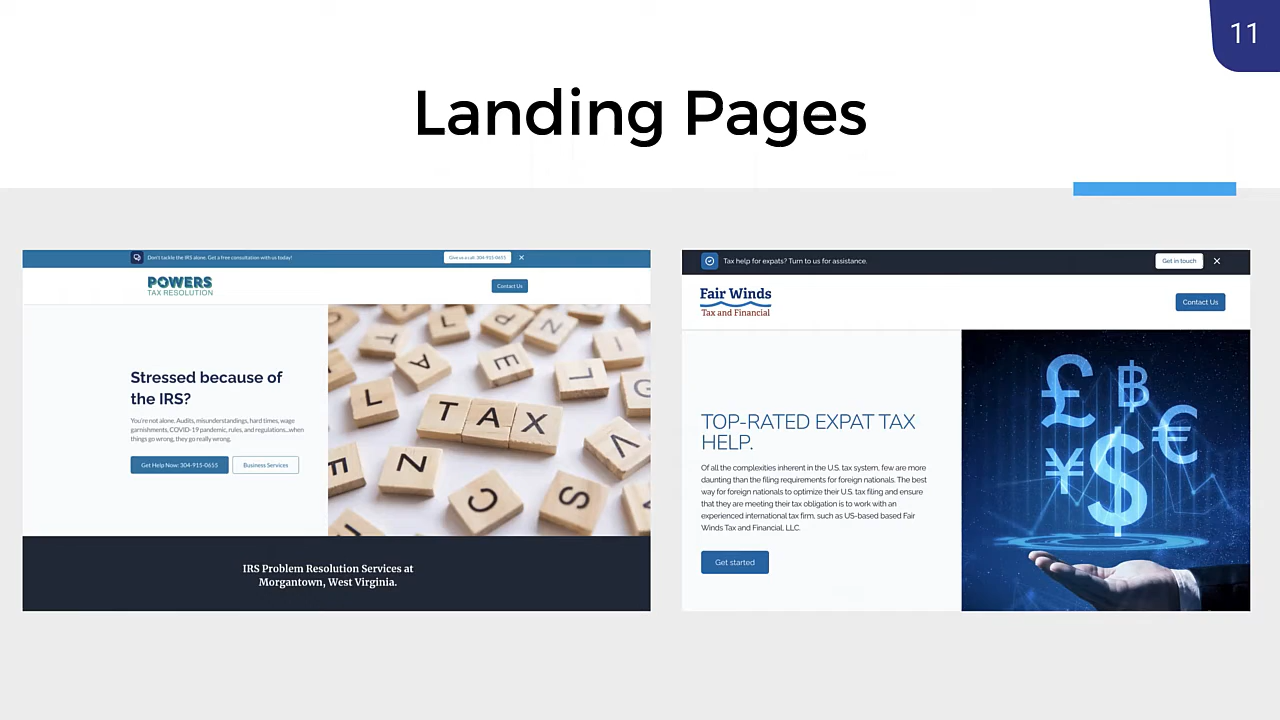 11
Landing Pages
Don't tackle the IRS alone. Get a free consultation with us today!
Give us a call: 304-915-0655
POWERS
TAX RESOLUTION
Contact Us
Stressed because of
the IRS?
You're not alone. Audits, misunderstandings, hard times, wage
garnishments, COVID-19 pandemic, rules, and regulations...when
things go wrong, they go really wrong.
Get Help Now: 304-915-0655
Business Services
TAX
IRS Problem Resolution Services at
Morgantown, West Virginia.
Tax help for expats? Turn to us for assistance.
Get in touch
Fair Winds
Tax and Financial
Contact Us
TOP-RATED EXPAT TAX
HELP.
Of all the complexities inherent in the U.S. tax system, few are more
daunting than the filing requirements for foreign nationals. The best
way for foreign nationals to optimize their U.S. tax filing and ensure
that they are meeting their tax obligation is to work with an
experienced international tax firm, such as US-based based Fair
Winds Tax and Financial, LLC.
Get started